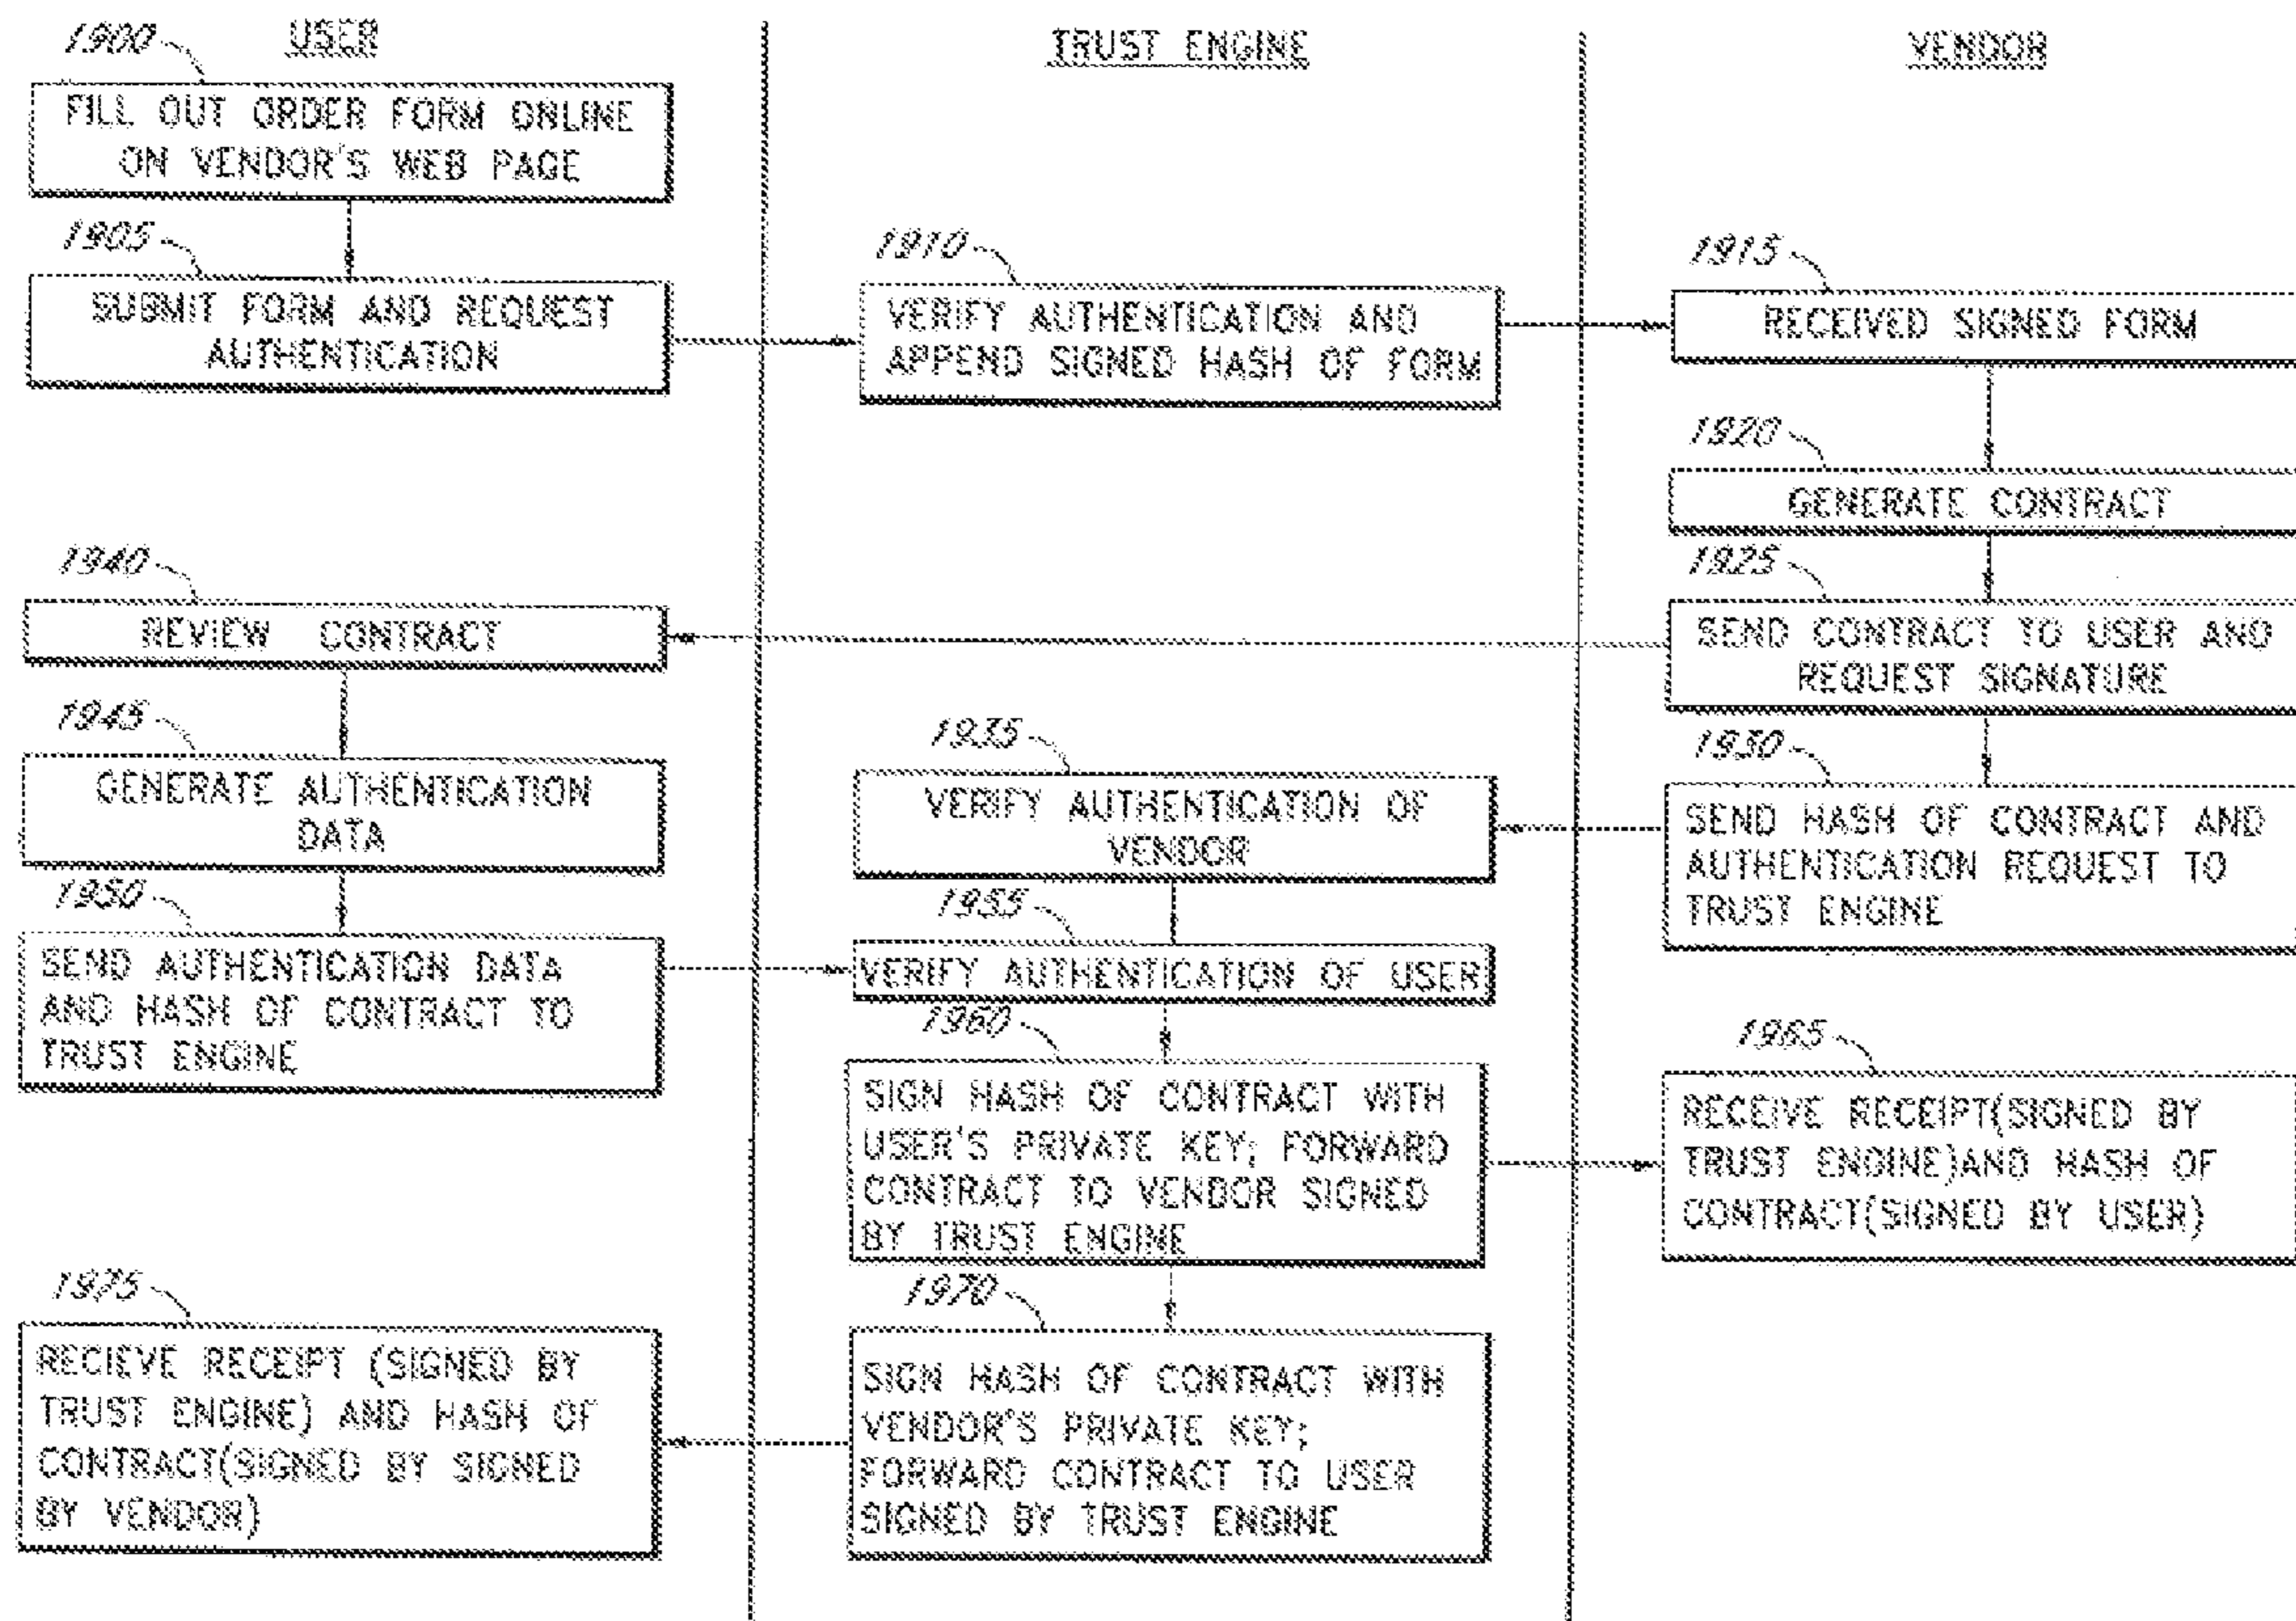 USER
TRUST ENGINE
VENDOR
1900
FILL OUT ORDER FORM ONLINE
ON VENDOR'S WEB PAGE
1905
SUBMIT FORM AND REQUEST
AUTHENTICATION
1910
VERIFY AUTHENTICATION AND
APPEND SIGNED HASH OF FORM
1915
RECEIVED SIGNED FORM
1920
GENERATE CONTRACT
1925
SEND CONTRACT TO USER AND
REQUEST SIGNATURE
1930
SEND HASH OF CONTRACT AND
AUTHENTICATION REQUEST TO
TRUST ENGINE
1935
VERIFY AUTHENTICATION OF
VENDOR
1940
REVIEW CONTRACT
1945
GENERATE AUTHENTICATION
DATA
1950
SEND AUTHENTICATION DATA
AND HASH OF CONTRACT TO
TRUST ENGINE
1955
VERIFY AUTHENTICATION OF USER
1960
SIGN HASH OF CONTRACT WITH
USER'S PRIVATE KEY; FORWARD
CONTRACT TO VENDOR SIGNED
BY TRUST ENGINE
1965
RECEIVE RECEIPT(SIGNED BY
TRUST ENGINE)AND HASH OF
CONTRACT(SIGNED BY USER)
1970
SIGN HASH OF CONTRACT WITH
VENDOR'S PRIVATE KEY;
FORWARD CONTRACT TO USER
SIGNED BY TRUST ENGINE
1975
RECIEVE RECEIPT (SIGNED BY
TRUST ENGINE) AND HASH OF
CONTRACT(SIGNED BY SIGNED
BY VENDOR)